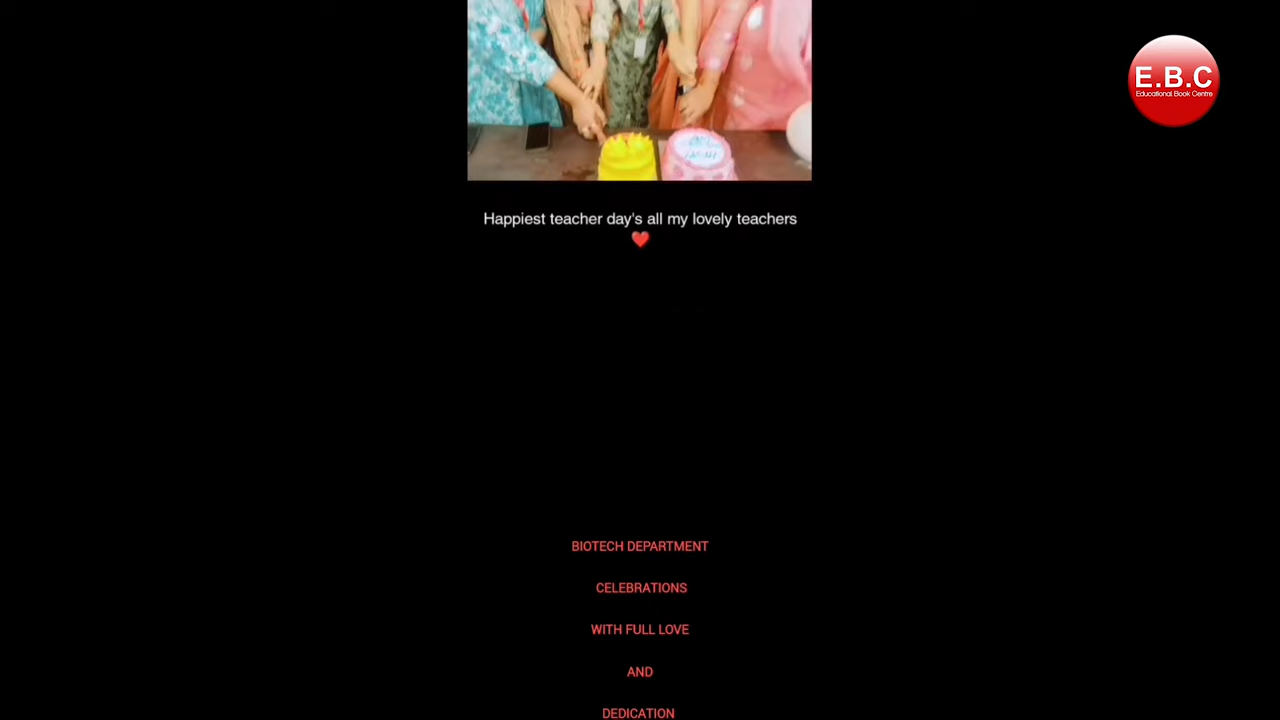 E.B.C
Educational Book Centre
Happiest teacher day's all my lovely teachers
❤️
BIOTECH DEPARTMENT
CELEBRATIONS
WITH FULL LOVE
AND
DEDICATION